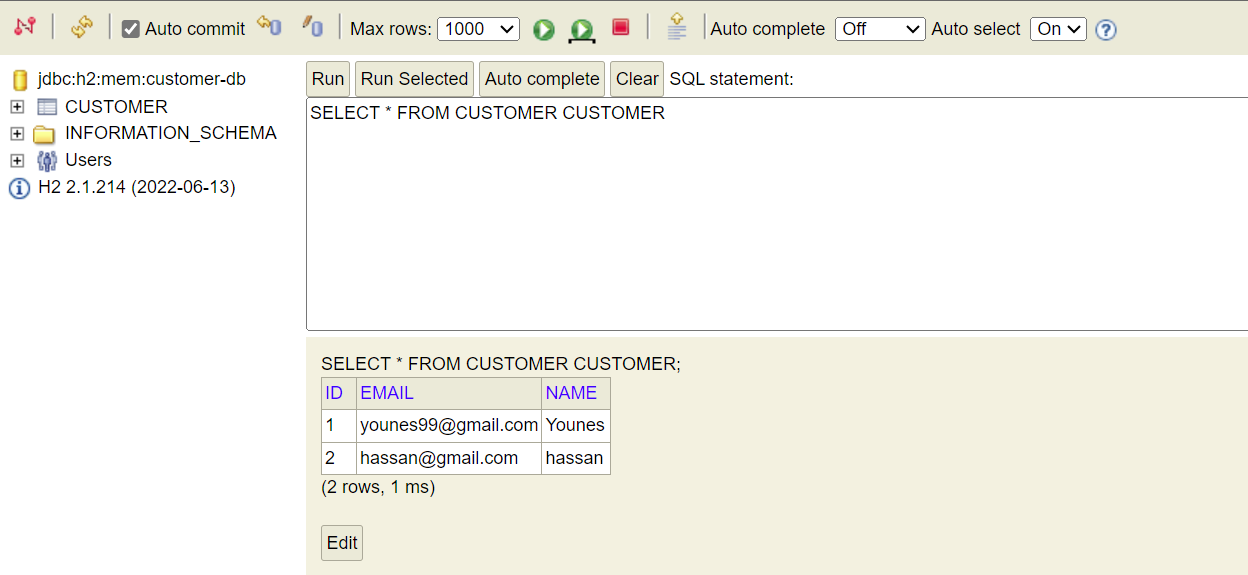 Auto commit Max rows: 1000 Auto complete Off Auto select On ?
jdbc:h2:mem:customer-db
CUSTOMER
INFORMATION_SCHEMA
Users
H2 2.1.214 (2022-06-13)
Run Run Selected Auto complete Clear SQL statement:
SELECT * FROM CUSTOMER CUSTOMER
SELECT * FROM CUSTOMER CUSTOMER;
ID EMAIL NAME
1 younes99@gmail.com Younes
2 hassan@gmail.com hassan
(2 rows, 1 ms)
Edit